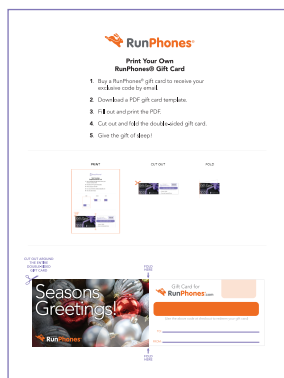 RunPhones®
Print Your Own
RunPhones® Gift Card
1. Buy a RunPhones® gift card to receive your
exclusive code by email.
2. Download a PDF gift card template.
3. Fill out and print the PDF.
4. Cut out and fold the double-sided gift card.
5. Give the gift of sleep!
PRINT
CUT OUT
FOLD
CUT OUT AROUND
THE ENTIRE
DOUBLE-SIDED
GIFT CARD
FOLD
HERE
Seasons
Greetings!
RunPhones
Gift Card for
RunPhones.com
FOLD
HERE